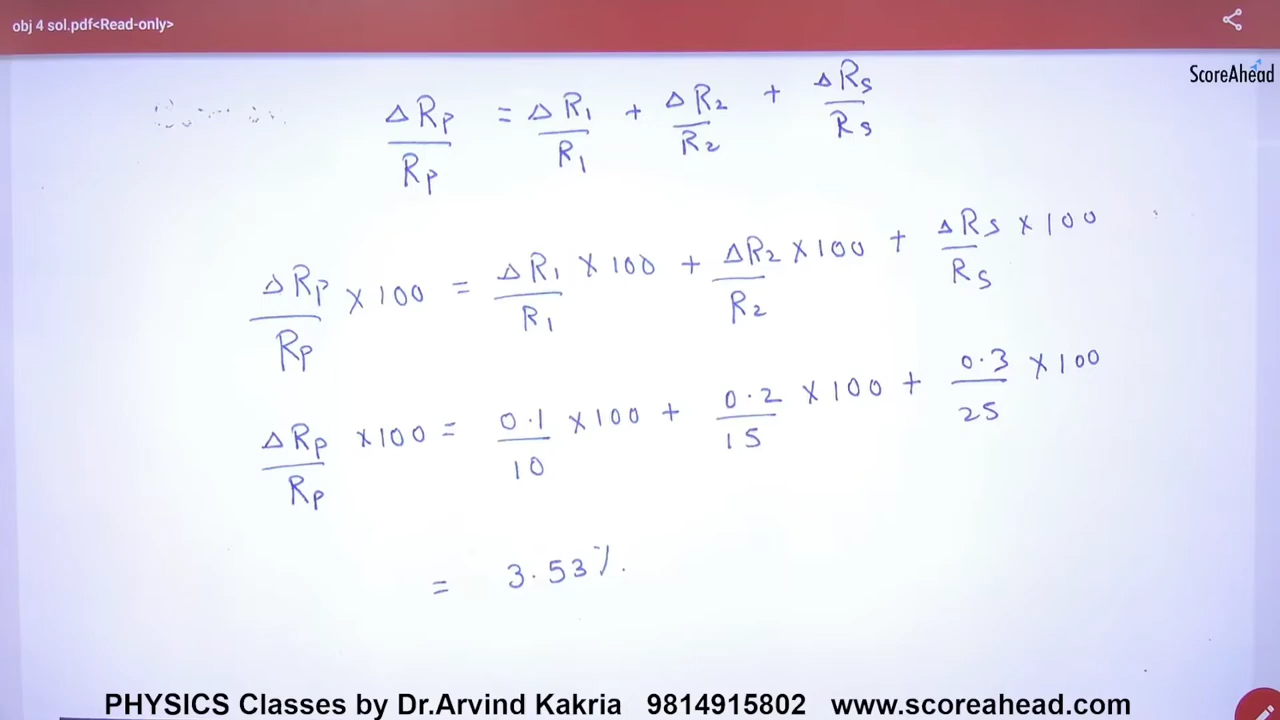 obj 4 sol.pdf<Read-only>
ScoreAhead
ΔRp/Rp = ΔR1/R1 + ΔR2/R2 + ΔRs/Rs
ΔRp/Rp × 100 = ΔR1/R1 × 100 + ΔR2/R2 × 100 + ΔRs/Rs × 100
ΔRp/Rp × 100 = 0.1/10 × 100 + 0.2/15 × 100 + 0.3/25 × 100
= 3.53%.
PHYSICS Classes by Dr.Arvind Kakria 9814915802 www.scoreahead.com